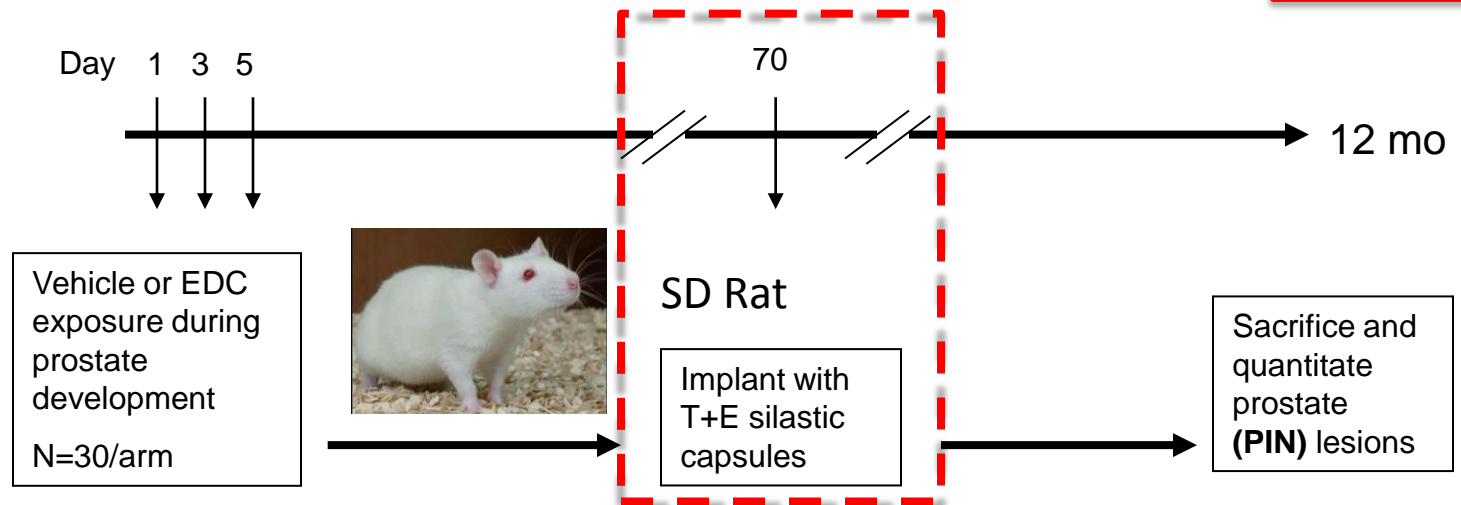 Day 1 3 5
70
12 mo
Vehicle or EDC
exposure during
prostate
development
N=30/arm
SD Rat
Implant with
T+E silastic
capsules
Sacrifice and
quantitate
prostate
(PIN) lesions